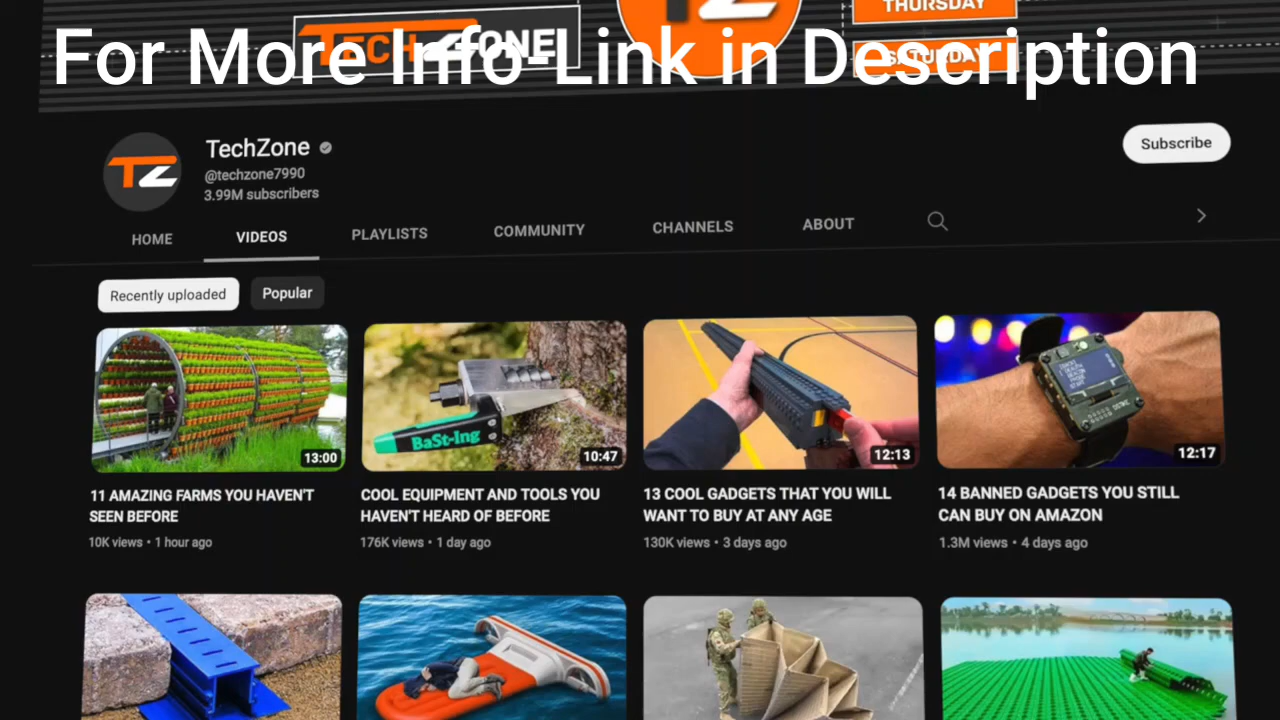 THURSDAY
TECH ZONE!
For More Info-Link in Description
SATURDAY
TZ
TechZone
@techzone7990
3.99M subscribers
Subscribe
HOME
VIDEOS
PLAYLISTS
COMMUNITY
CHANNELS
ABOUT
Recently uploaded
Popular
BaSt-Ing
13:00
10:47
12:13
12:17
11 AMAZING FARMS YOU HAVEN'T
SEEN BEFORE
10K views • 1 hour ago
COOL EQUIPMENT AND TOOLS YOU
HAVEN'T HEARD OF BEFORE
176K views • 1 day ago
13 COOL GADGETS THAT YOU WILL
WANT TO BUY AT ANY AGE
130K views • 3 days ago
14 BANNED GADGETS YOU STILL
CAN BUY ON AMAZON
1.3M views • 4 days ago